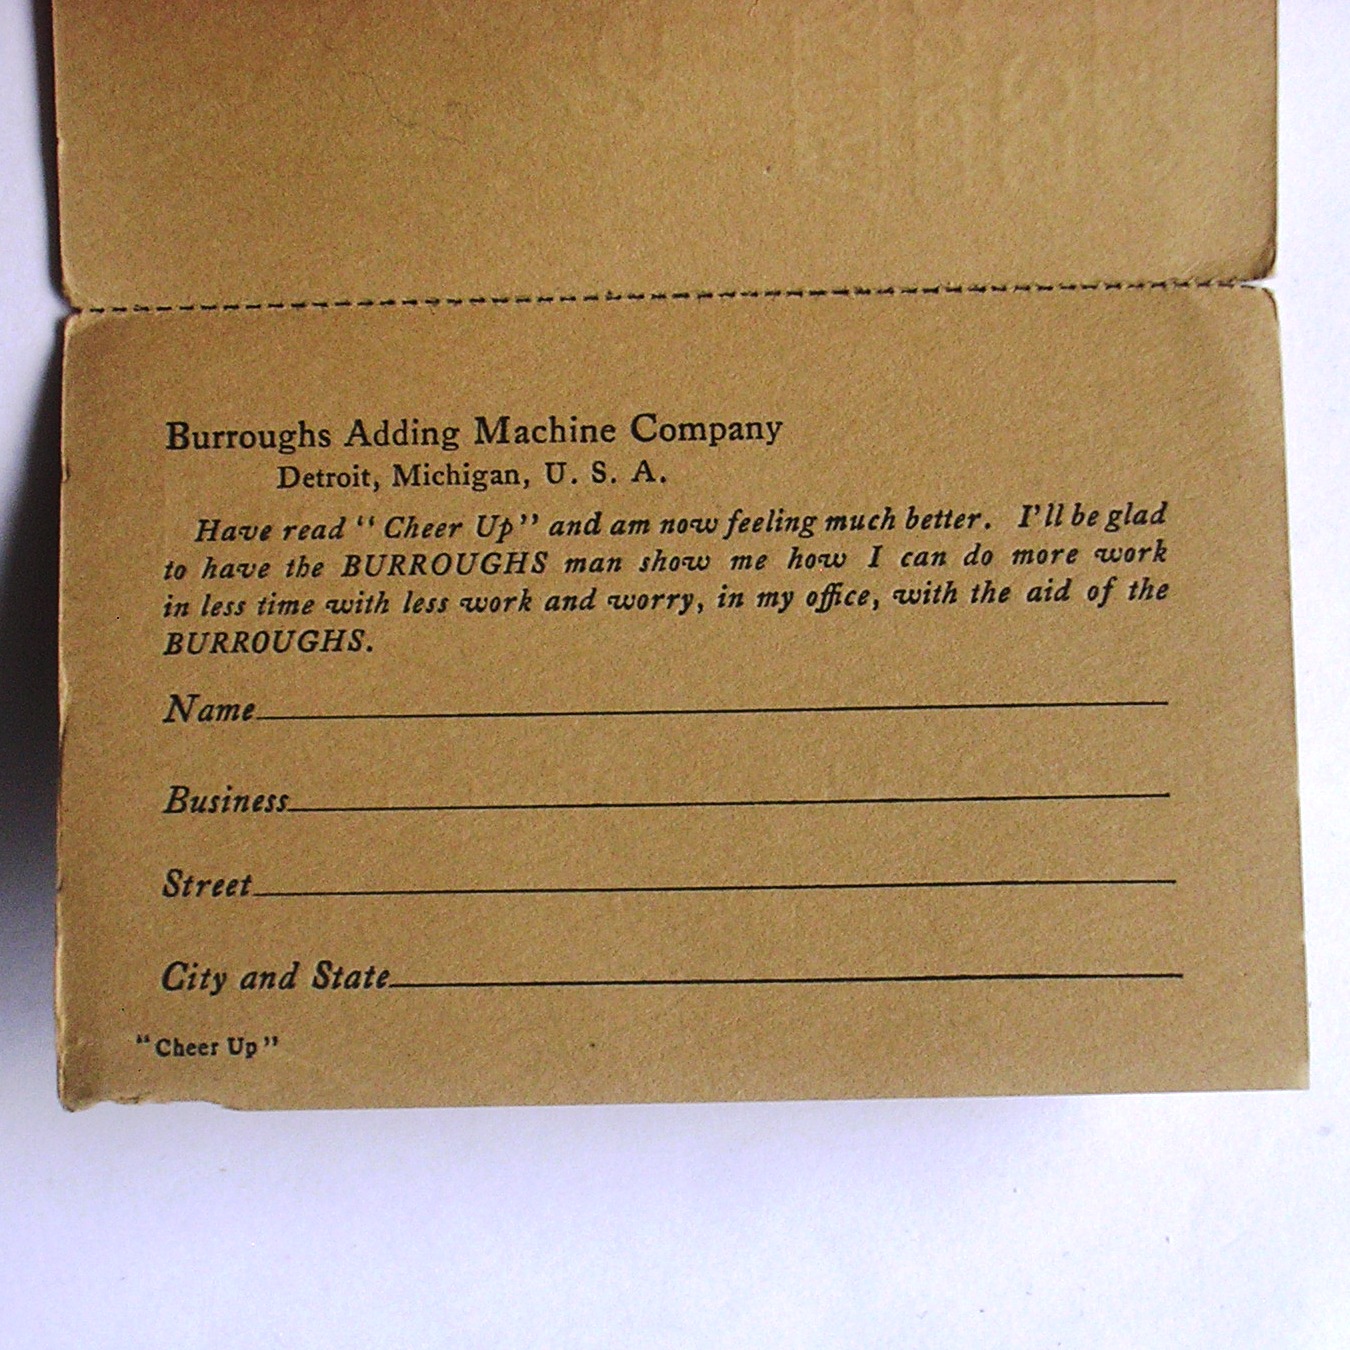 Burroughs Adding Machine Company
Detroit, Michigan, U. S. A.
Have read “Cheer Up” and am now feeling much better. I’ll be glad
to have the BURROUGHS man show me how I can do more work
in less time with less work and worry, in my office, with the aid of the
BURROUGHS.
Name
Business
Street
City and State
“Cheer Up”